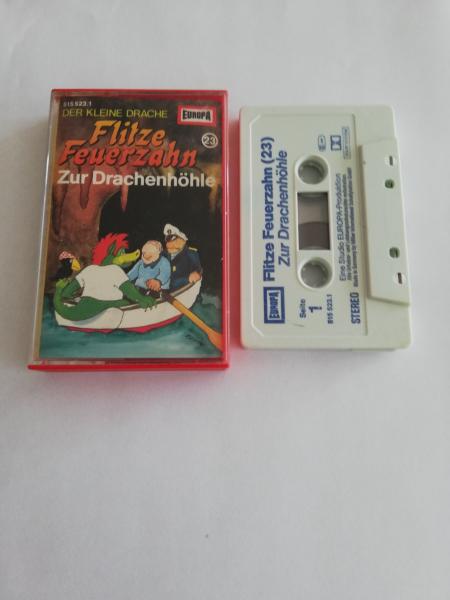 515 523.1
EUROPA
DER KLEINE DRACHE
Flitze
Feuerzahn
23
Zur Drachenhöhle
EUROPA
Flitze Feuerzahn (23)
Zur Drachenhöhle
Seite
1
815 523.1
Eine Studio EUROPA-Produktion
STEREO